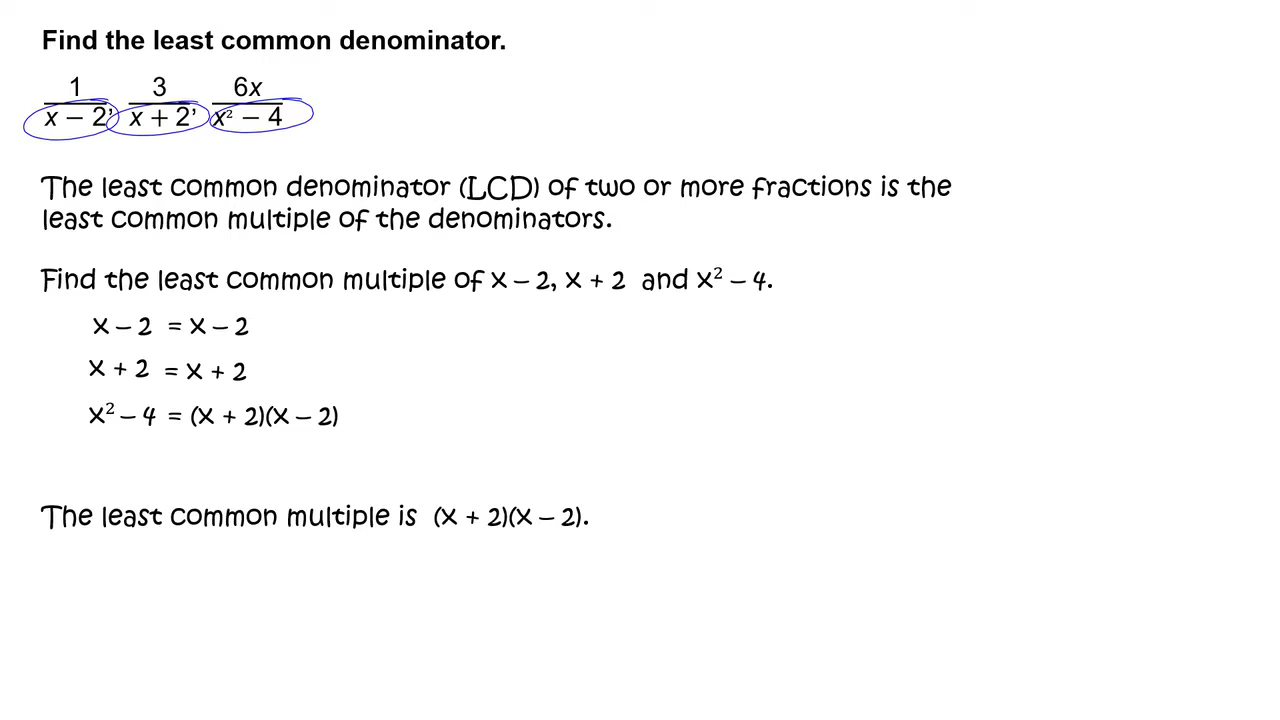 Find the least common denominator.
1/(x − 2), 3/(x + 2), 6x/(x² − 4)
The least common denominator (LCD) of two or more fractions is the
least common multiple of the denominators.
Find the least common multiple of x – 2, x + 2 and x² – 4.
x – 2 = x – 2
x + 2 = x + 2
x² – 4 = (x + 2)(x – 2)
The least common multiple is (x + 2)(x – 2).